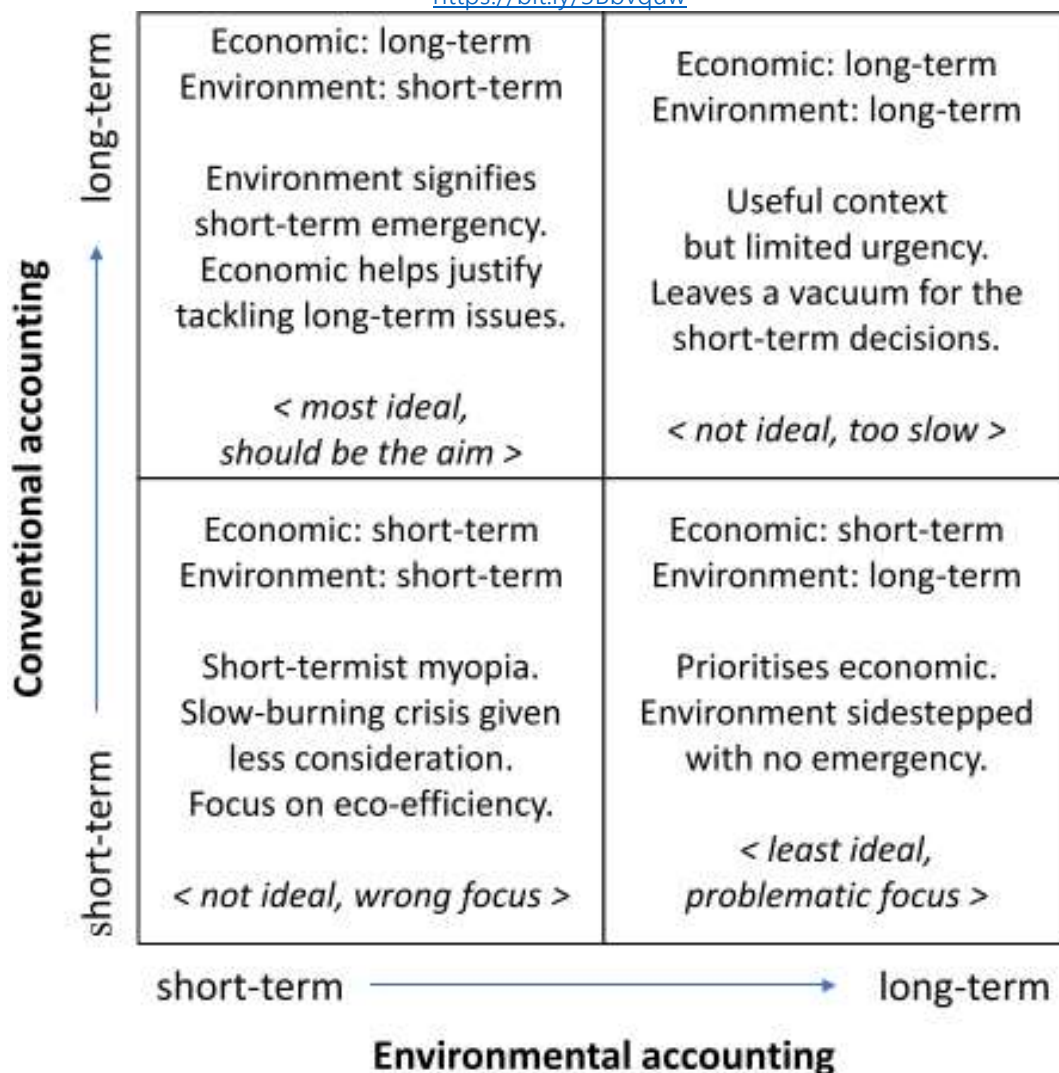 long-term
Conventional accounting
short-term
Economic: long-term
Environment: short-term
Environment signifies
short-term emergency.
Economic helps justify
tackling long-term issues.
< most ideal,
should be the aim >
Economic: long-term
Environment: long-term
Useful context
but limited urgency.
Leaves a vacuum for the
short-term decisions.
< not ideal, too slow >
Economic: short-term
Environment: short-term
Short-termist myopia.
Slow-burning crisis given
less consideration.
Focus on eco-efficiency.
< not ideal, wrong focus >
Economic: short-term
Environment: long-term
Prioritises economic.
Environment sidestepped
with no emergency.
< least ideal,
problematic focus >
short-term
long-term
Environmental accounting